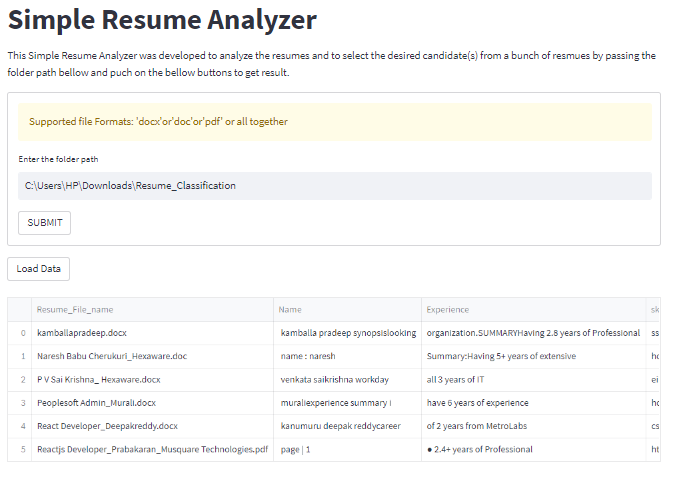 Simple Resume Analyzer
This Simple Resume Analyzer was developed to analyze the resumes and to select the desired candidate(s) from a bunch of resmues by passing the
folder path bellow and puch on the bellow buttons to get result.
Supported file Formats: 'docx'or'doc'or'pdf' or all together
Enter the folder path
C:\Users\HP\Downloads\Resume_Classification
SUBMIT
Load Data
Resume_File_name Name Experience sk
0 kamballapradeep.docx kamballa pradeep synopsislooking organization.SUMMARYHaving 2.8 years of Professional ss
1 Naresh Babu Cherukuri_Hexaware.doc name : naresh Summary:Having 5+ years of extensive
2 P V Sai Krishna_ Hexaware.docx venkata saikrishna workday all 3 years of IT ei
3 Peoplesoft Admin_Murali.docx muraliexperience summary i have 6 years of experience
4 React Developer_Deepakreddy.docx kanumuru deepak reddycareer of 2 years from MetroLabs cs
5 Reactjs Developer_Prabakaran_Musquare Technologies.pdf page | 1 ● 2.4+ years of Professional ht